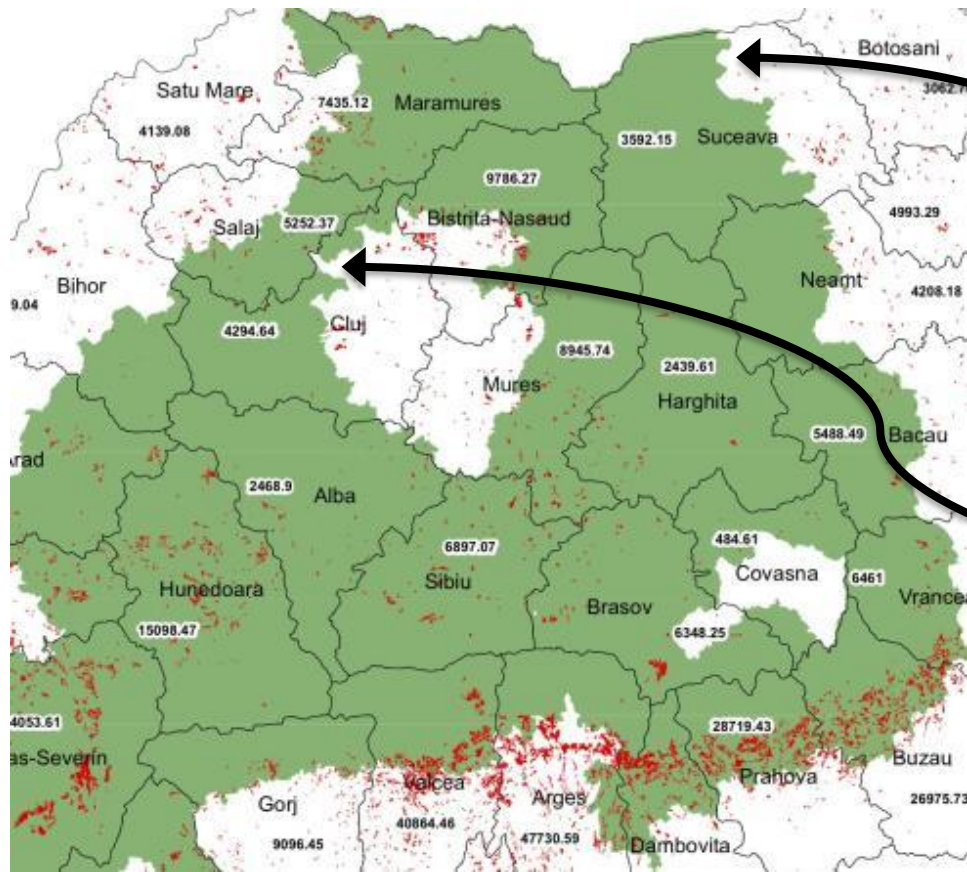 Botosani
3062.7
Satu Mare
7435.12
Maramures
4139.08
3592.15
Suceava
9786.27
4993.29
Salaj
5252.37
Bistrita-Nasaud
Bihor
Neamt
9.04
4208.18
4294.64
Cluj
8945.74
2439.61
Mures
Harghita
5488.49
Bacau
rad
2468.9
Alba
6897.07
484.61
Hunedoara
Sibiu
Covasna
6461
Brasov
Vrancea
15098.47
6348.25
4053.61
28719.43
as-Severin
Valcea
Prahova
Buzau
Gorj
Arges
26975.73
40864.46
9096.45
47730.59
Dambovita